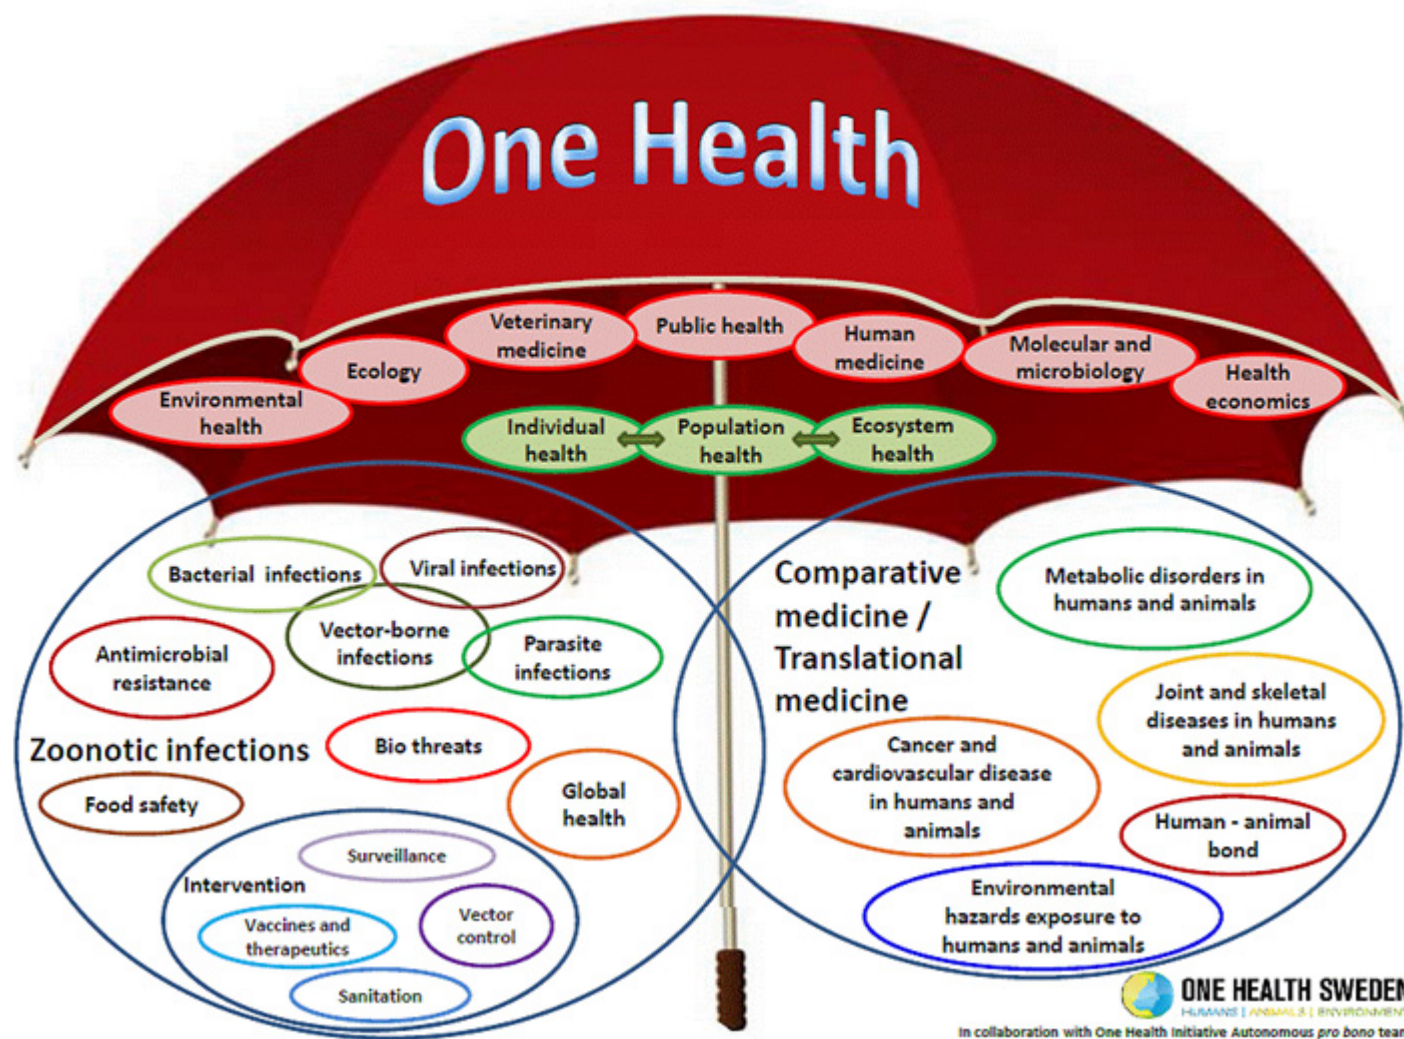 One Health
Public health
Veterinary
medicine
Human
medicine
Ecology
Molecular and
microbiology
Environmental
health
Health
economics
Individual
health
Population
health
Ecosystem
health
Bacterial infections
Viral infections
Vector-borne
infections
Parasite
infections
Antimicrobial
resistance
Zoonotic infections
Bio threats
Food safety
Global
health
Intervention
Surveillance
Vaccines and
therapeutics
Vector
control
Sanitation
Comparative
medicine /
Translational
medicine
Metabolic disorders in
humans and animals
Joint and skeletal
diseases in humans
and animals
Cancer and
cardiovascular disease
in humans and
animals
Human - animal
bond
Environmental
hazards exposure to
humans and animals
ONE HEALTH SWEDEN
HUMANS | ANIMALS | ENVIRONMENT
In collaboration with One Health Initiative Autonomous pro bono team